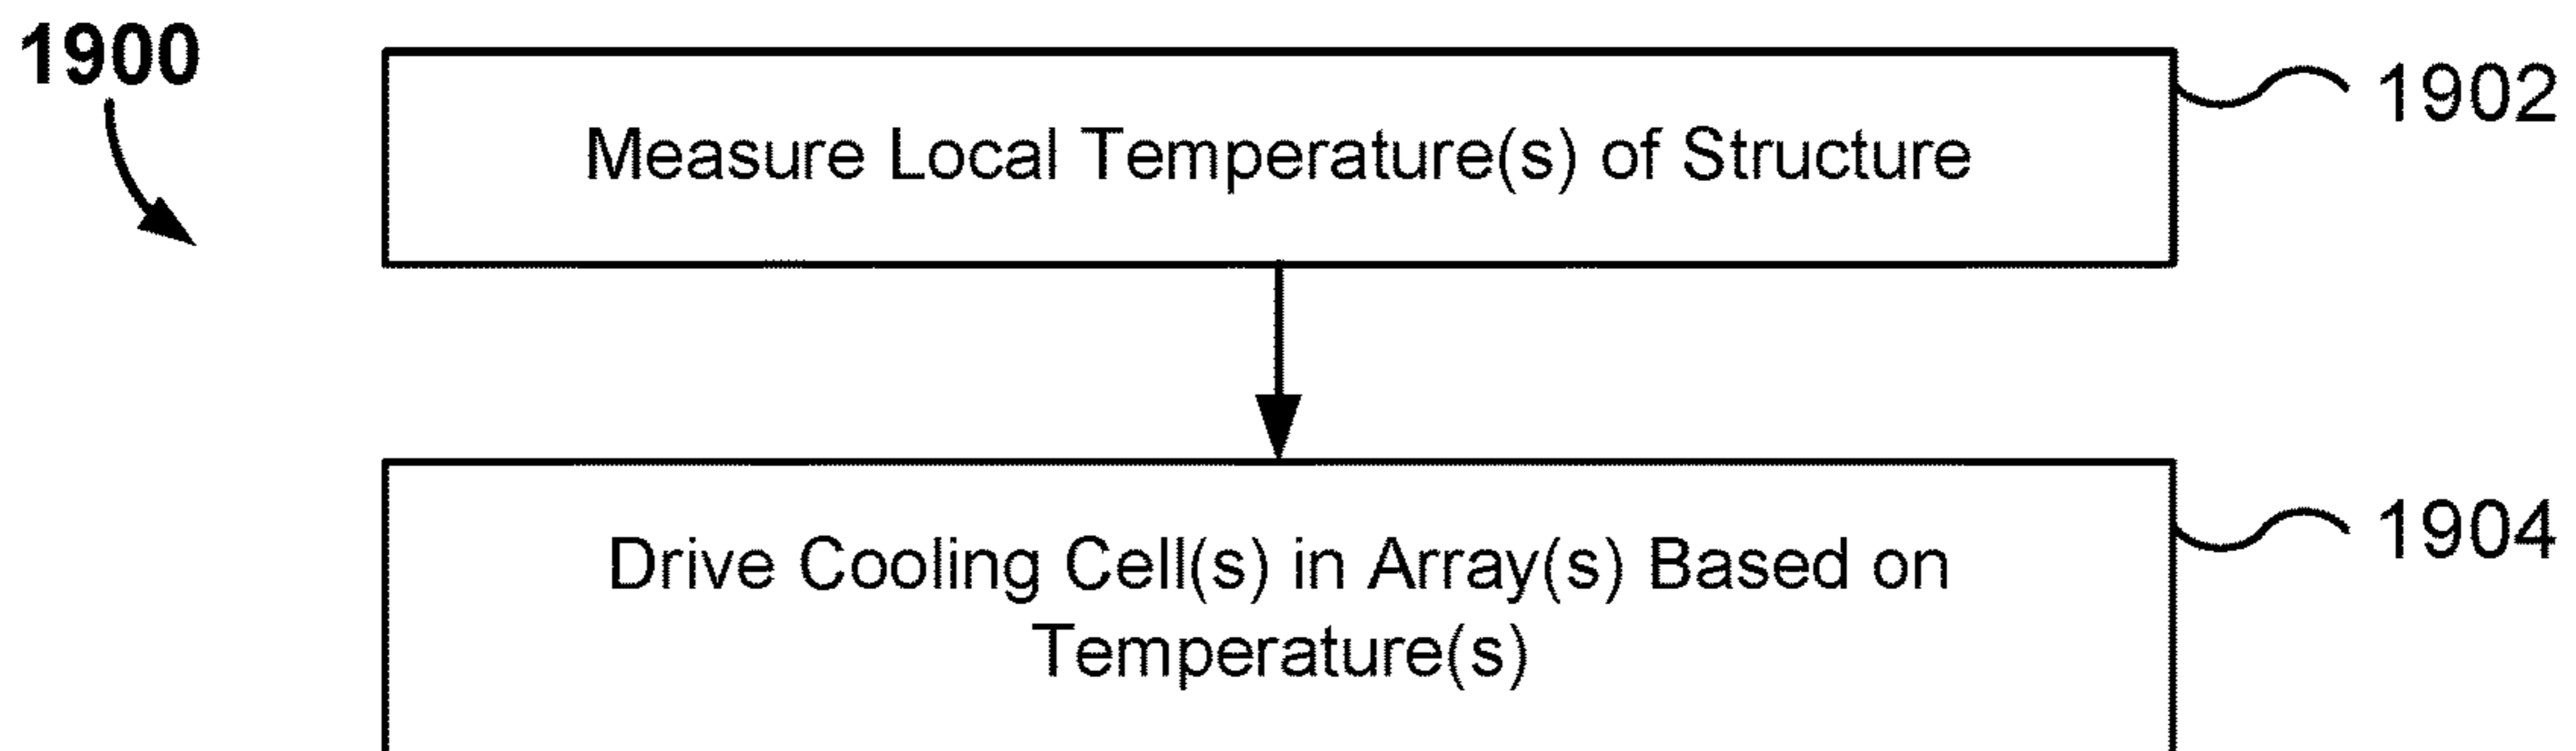 1900
1902
Measure Local Temperature(s) of Structure
1904
Drive Cooling Cell(s) in Array(s) Based on
Temperature(s)